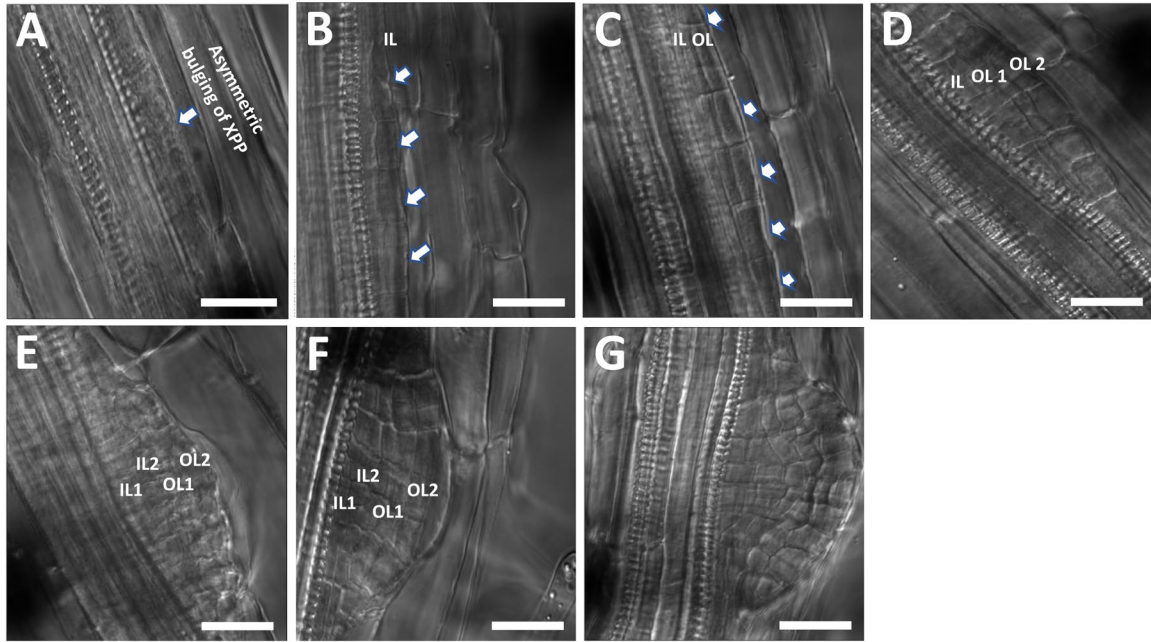 A
Asymmetric
bulging of XPP
B
IL
C
IL OL
D
IL OL 1 OL 2
E
IL2 OL2
IL1 OL1
F
IL2
IL1 OL1 OL2
G